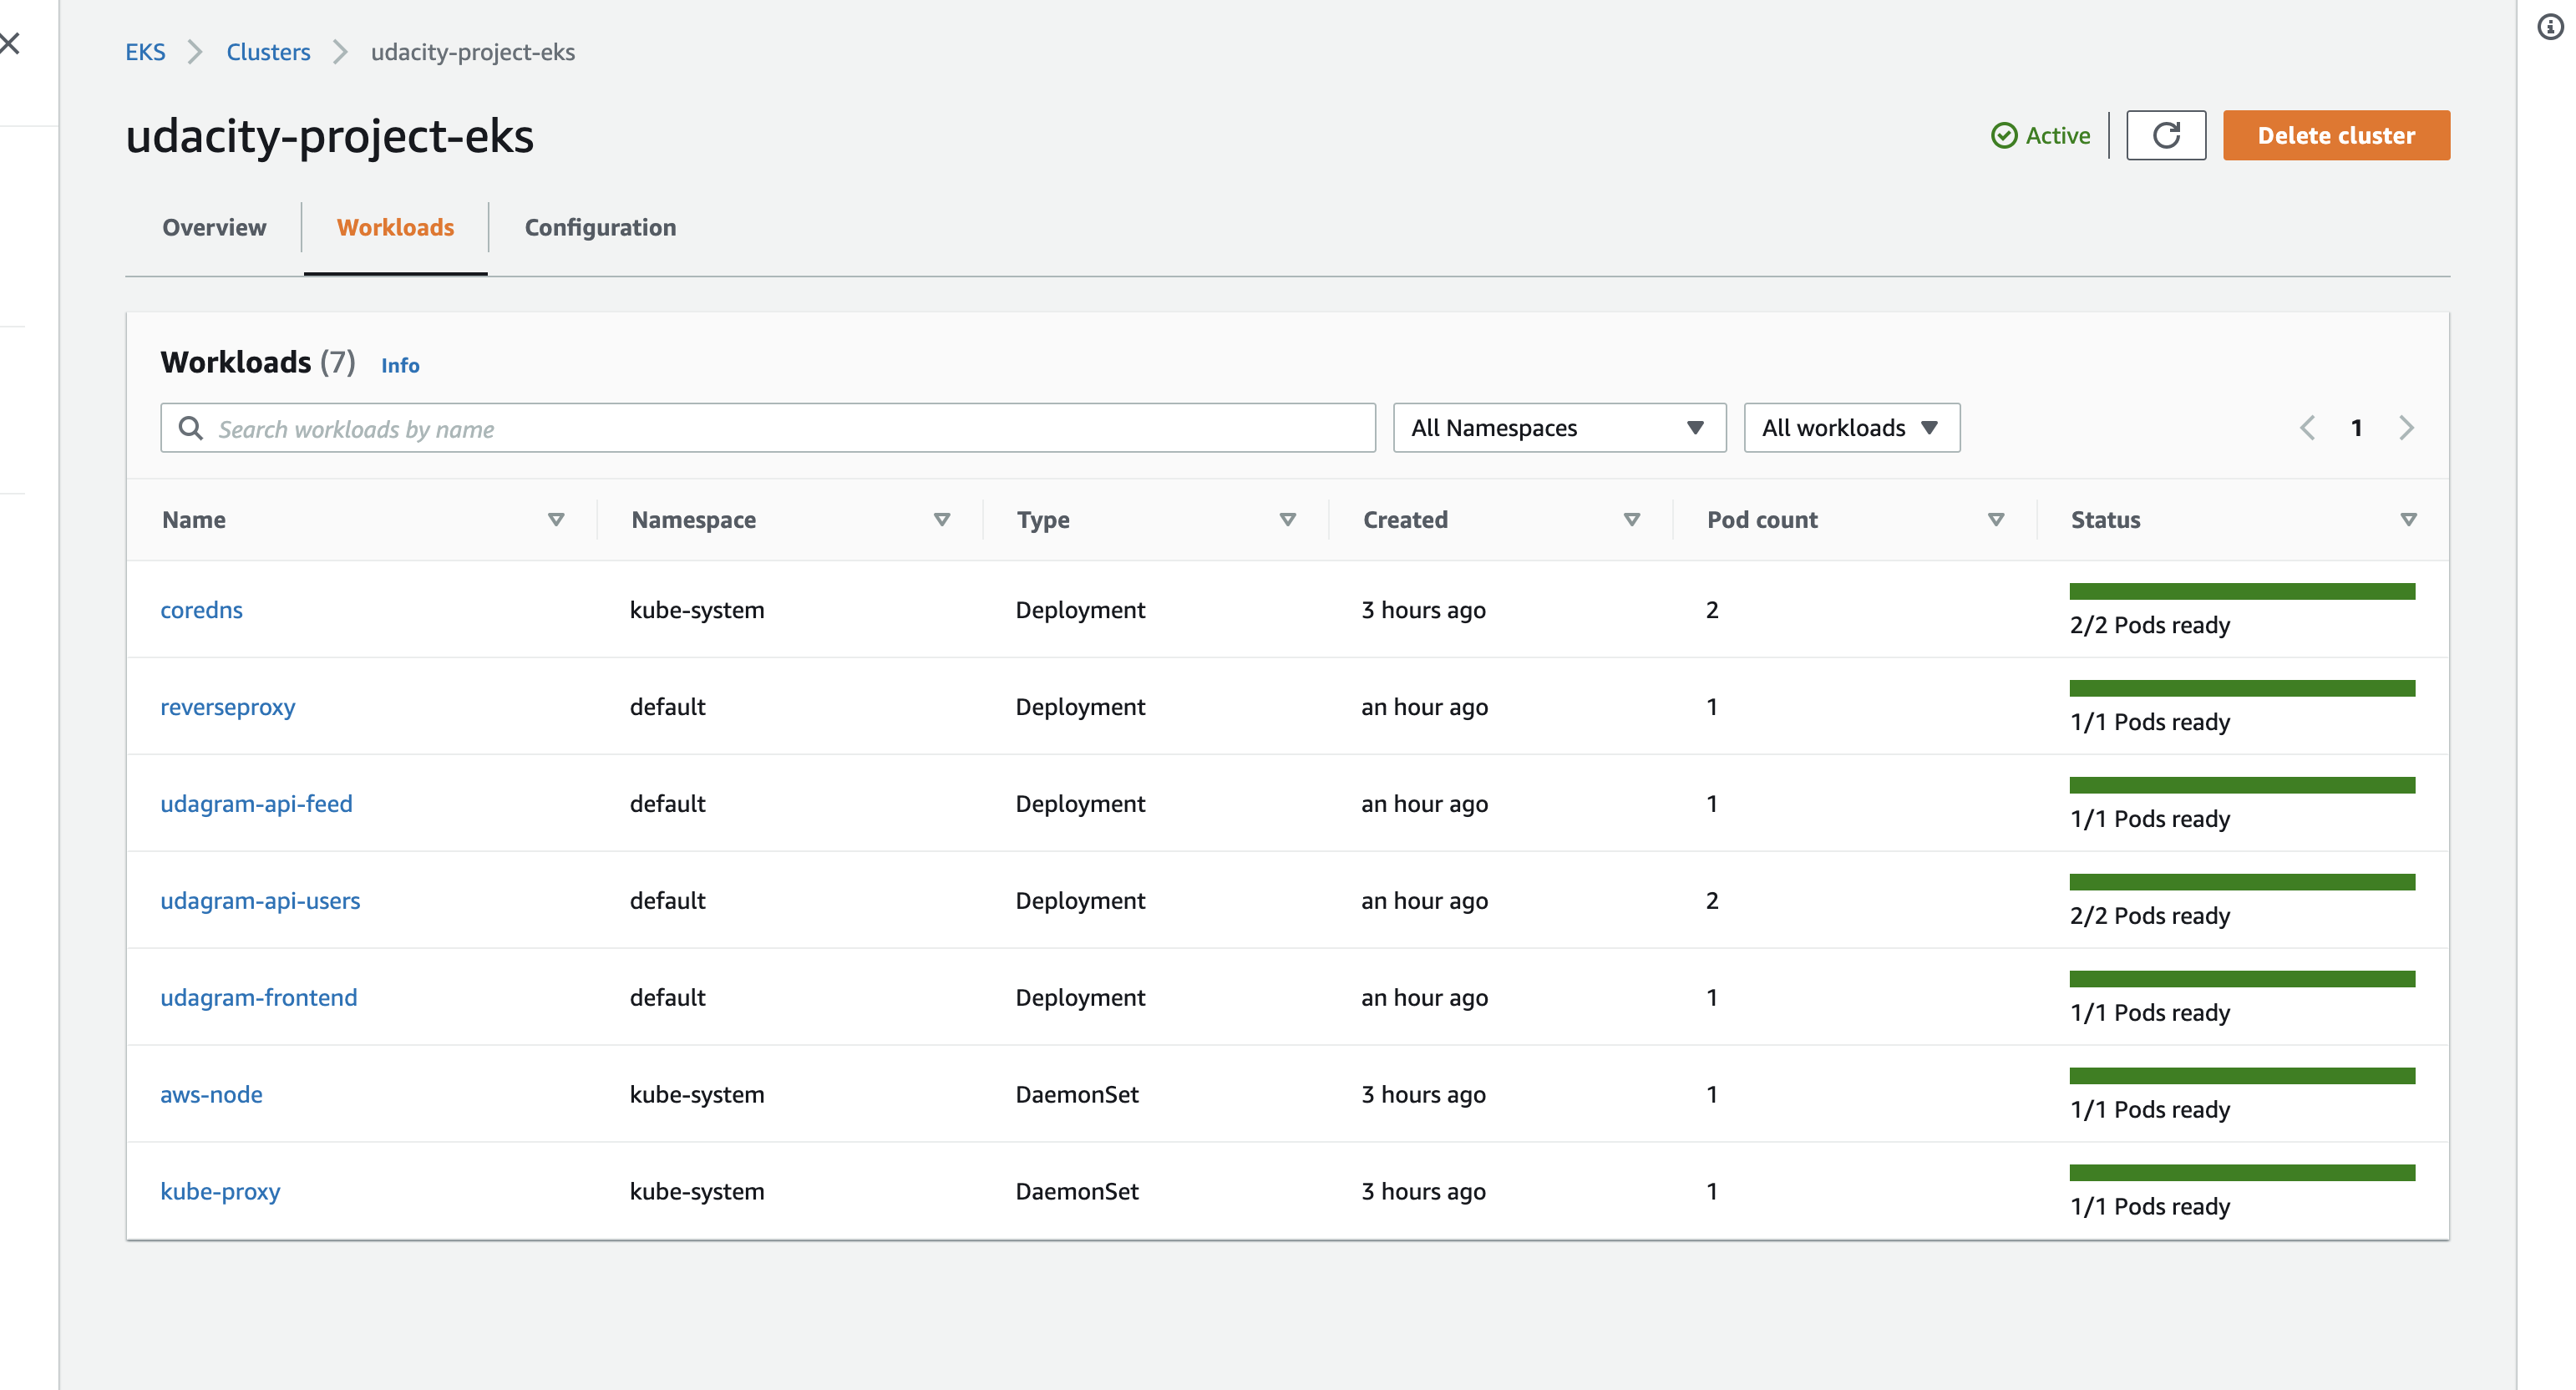 EKS Clusters udacity-project-eks
udacity-project-eks
Active
Delete cluster
Overview Workloads Configuration
Workloads (7) Info
Search workloads by name All Namespaces All workloads 1
Name Namespace Type Created Pod count Status
coredns kube-system Deployment 3 hours ago 2 2/2 Pods ready
reverseproxy default Deployment an hour ago 1 1/1 Pods ready
udagram-api-feed default Deployment an hour ago 1 1/1 Pods ready
udagram-api-users default Deployment an hour ago 2 2/2 Pods ready
udagram-frontend default Deployment an hour ago 1 1/1 Pods ready
aws-node kube-system DaemonSet 3 hours ago 1 1/1 Pods ready
kube-proxy kube-system DaemonSet 3 hours ago 1 1/1 Pods ready